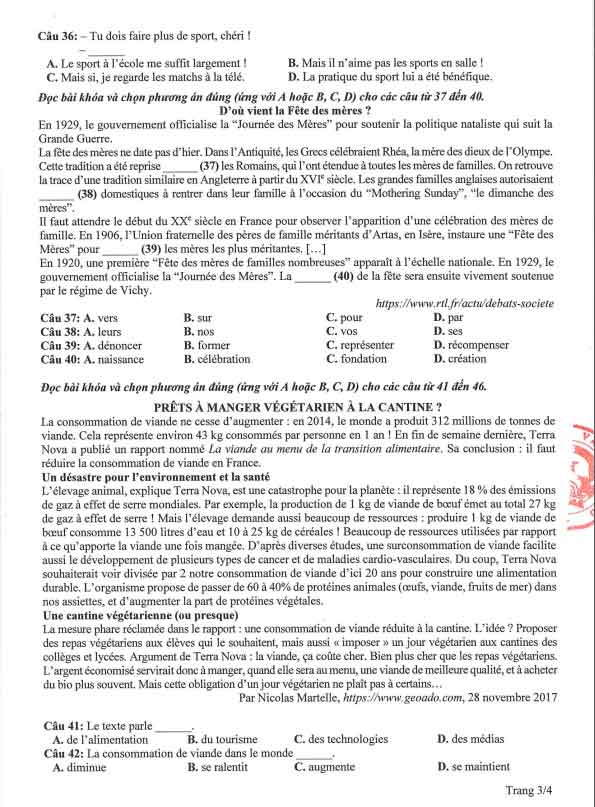 Câu 36: – Tu dois faire plus de sport, chéri !
– ________
A. Le sport à l'école me suffit largement ! B. Mais il n'aime pas les sports en salle !
C. Mais si, je regarde les matchs à la télé. D. La pratique du sport lui a été bénéfique.
Đọc bài khóa và chọn phương án đúng (ứng với A hoặc B, C, D) cho các câu từ 37 đến 40.
D'où vient la Fête des mères ?
En 1929, le gouvernement officialise la “Journée des Mères” pour soutenir la politique nataliste qui suit la
Grande Guerre.
La fête des mères ne date pas d'hier. Dans l'Antiquité, les Grecs célébraient Rhéa, la mère des dieux de l'Olympe.
Cette tradition a été reprise ______ (37) les Romains, qui l'ont étendue à toutes les mères de familles. On retrouve
la trace d'une tradition similaire en Angleterre à partir du XVIᵉ siècle. Les grandes familles anglaises autorisaient
______ (38) domestiques à rentrer dans leur famille à l'occasion du “Mothering Sunday”, “le dimanche des
mères”.
Il faut attendre le début du XXᵉ siècle en France pour observer l'apparition d'une célébration des mères de
famille. En 1906, l'Union fraternelle des pères de famille méritants d'Artas, en Isère, instaure une “Fête des
Mères” pour ______ (39) les mères les plus méritantes. […]
En 1920, une première “Fête des mères de familles nombreuses” apparaît à l'échelle nationale. En 1929, le
gouvernement officialise la “Journée des Mères”. La ______ (40) de la fête sera ensuite vivement soutenue
par le régime de Vichy.
https://www.rtl.fr/actu/debats-societe
Câu 37: A. vers B. sur C. pour D. par
Câu 38: A. leurs B. nos C. vos D. ses
Câu 39: A. dénoncer B. former C. représenter D. récompenser
Câu 40: A. naissance B. célébration C. fondation D. création
Đọc bài khóa và chọn phương án đúng (ứng với A hoặc B, C, D) cho các câu từ 41 đến 46.
PRÊTS À MANGER VÉGÉTARIEN À LA CANTINE ?
La consommation de viande ne cesse d'augmenter : en 2014, le monde a produit 312 millions de tonnes de
viande. Cela représente environ 43 kg consommés par personne en 1 an ! En fin de semaine dernière, Terra
Nova a publié un rapport nommé La viande au menu de la transition alimentaire. Sa conclusion : il faut
réduire la consommation de viande en France.
Un désastre pour l'environnement et la santé
L'élevage animal, explique Terra Nova, est une catastrophe pour la planète : il représente 18 % des émissions
de gaz à effet de serre mondiales. Par exemple, la production de 1 kg de viande de bœuf émet au total 27 kg
de gaz à effet de serre ! Mais l'élevage demande aussi beaucoup de ressources : produire 1 kg de viande de
bœuf consomme 13 500 litres d'eau et 10 à 25 kg de céréales ! Beaucoup de ressources utilisées par rapport
à ce qu'apporte la viande une fois mangée. D'après diverses études, une surconsommation de viande facilite
aussi le développement de plusieurs types de cancer et de maladies cardio-vasculaires. Du coup, Terra Nova
souhaiterait voir divisée par 2 notre consommation de viande d'ici 20 ans pour construire une alimentation
durable. L'organisme propose de passer de 60 à 40% de protéines animales (œufs, viande, fruits de mer) dans
nos assiettes, et d'augmenter la part de protéines végétales.
Une cantine végétarienne (ou presque)
La mesure phare réclamée dans le rapport : une consommation de viande réduite à la cantine. L'idée ? Proposer
des repas végétariens aux élèves qui le souhaitent, mais aussi « imposer » un jour végétarien aux cantines des
collèges et lycées. Argument de Terra Nova : la viande, ça coûte cher. Bien plus cher que les repas végétariens.
L'argent économisé servirait donc à manger, quand elle sera au menu, une viande de meilleure qualité, et à acheter
du bio plus souvent. Mais cette obligation d'un jour végétarien ne plaît pas à certains…
Par Nicolas Martelle, https://www.geoado.com, 28 novembre 2017
Câu 41: Le texte parle ______.
A. de l'alimentation B. du tourisme C. des technologies D. des médias
Câu 42: La consommation de viande dans le monde ______.
A. diminue B. se ralentit C. augmente D. se maintient
Trang 3/4